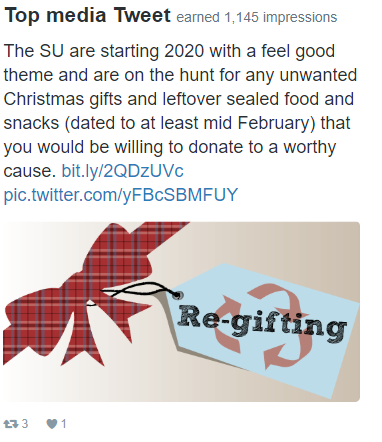 Top media Tweet earned 1,145 impressions
The SU are starting 2020 with a feel good
theme and are on the hunt for any unwanted
Christmas gifts and leftover sealed food and
snacks (dated to at least mid February) that
you would be willing to donate to a worthy
cause. bit.ly/2QDzUVc
pic.twitter.com/yFBcSBMFUY
Re-gifting
3 1